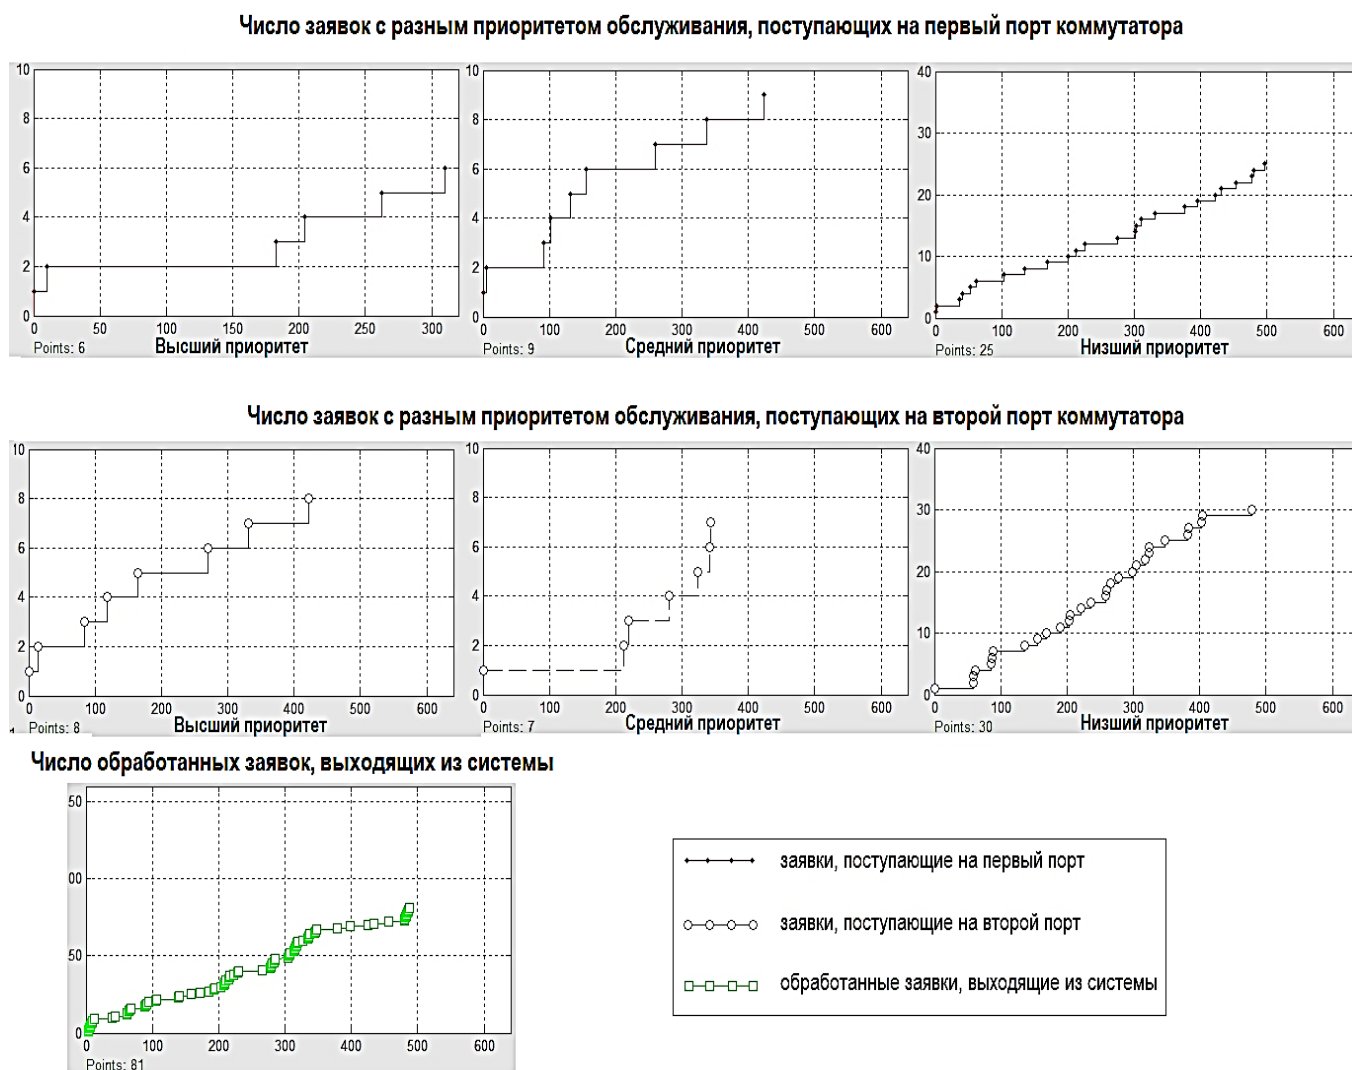 Число заявок с разным приоритетом обслуживания, поступающих на первый порт коммутатора
10 10 40
8 8 30
6 6 20
4 4 10
2 2
0 0 0
0 50 100 150 200 250 300 0 100 200 300 400 500 600 0 100 200 300 400 500 600
Points: 6 Высший приоритет Points: 9 Средний приоритет Points: 25 Низший приоритет
Число заявок с разным приоритетом обслуживания, поступающих на второй порт коммутатора
10 10 40
8 8 30
6 6 20
4 4 10
2 2
0 0 0
0 100 200 300 400 500 600 0 100 200 300 400 500 600 0 100 200 300 400 500 600
Points: 8 Высший приоритет Points: 7 Средний приоритет Points: 30 Низший приоритет
Число обработанных заявок, выходящих из системы
50
00
50
0
0 100 200 300 400 500 600
Points: 81
заявки, поступающие на первый порт
заявки, поступающие на второй порт
обработанные заявки, выходящие из системы